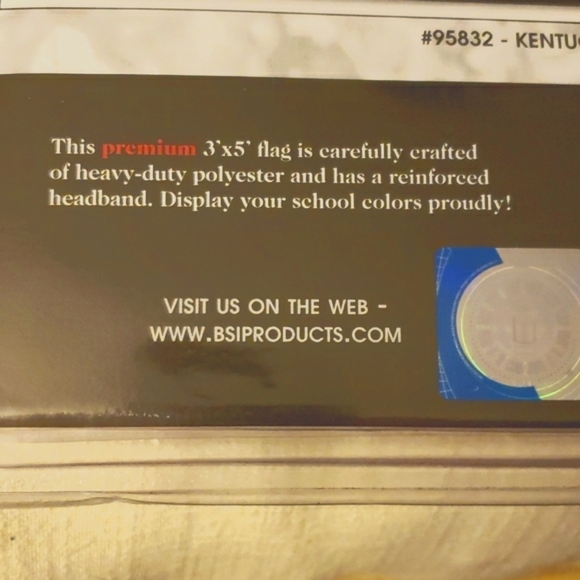 #95832 - KENTUC
This premium 3'x5' flag is carefully crafted
of heavy-duty polyester and has a reinforced
headband. Display your school colors proudly!
VISIT US ON THE WEB -
WWW.BSIPRODUCTS.COM